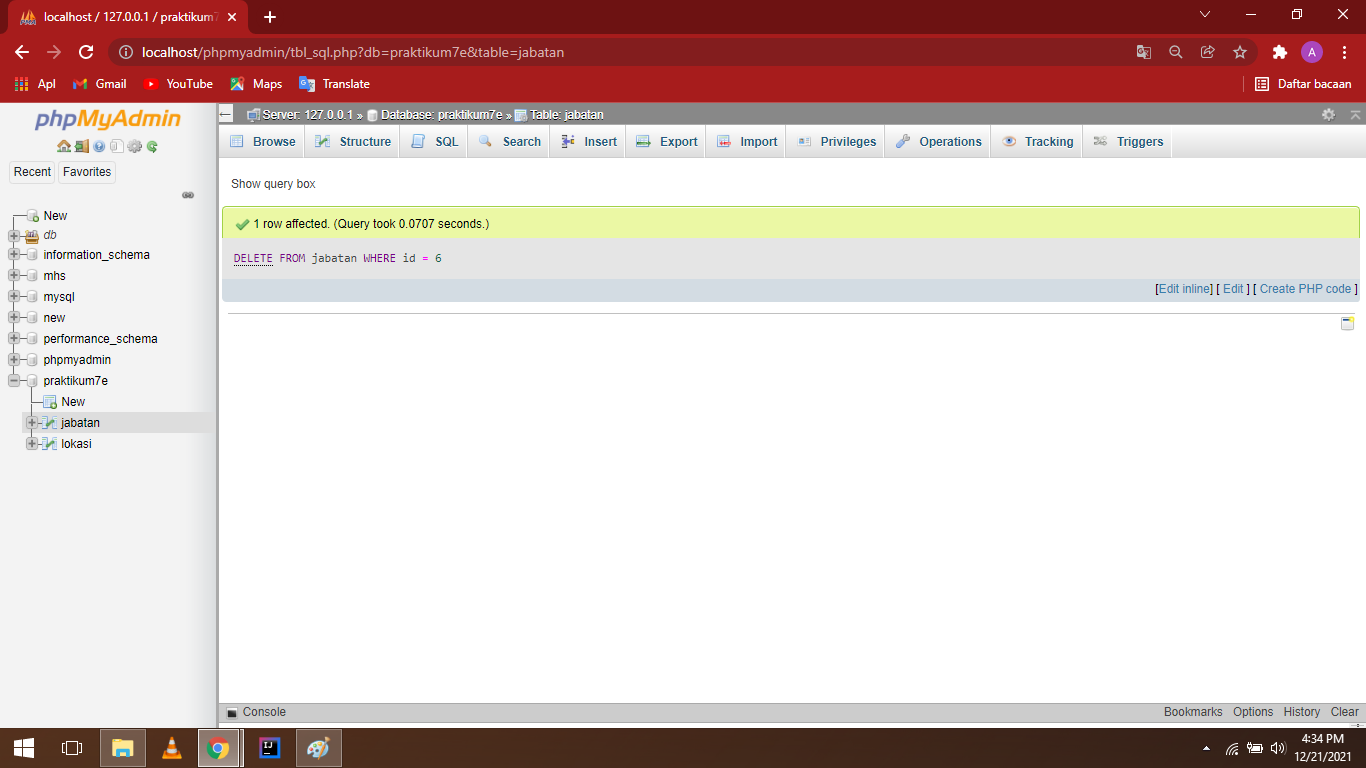 localhost / 127.0.0.1 / praktikum7
localhost/phpmyadmin/tbl_sql.php?db=praktikum7e&table=jabatan
A
Apl
Gmail
YouTube
Maps
Translate
Daftar bacaan
phpMyAdmin
Recent
Favorites
New
db
information_schema
mhs
mysql
new
performance_schema
phpmyadmin
praktikum7e
New
jabatan
lokasi
Server: 127.0.0.1 » Database: praktikum7e » Table: jabatan
Browse
Structure
SQL
Search
Insert
Export
Import
Privileges
Operations
Tracking
Triggers
Show query box
1 row affected. (Query took 0.0707 seconds.)
DELETE FROM jabatan WHERE id = 6
[Edit inline] [ Edit ] [ Create PHP code ]
Console
Bookmarks
Options
History
Clear
4:34 PM
12/21/2021